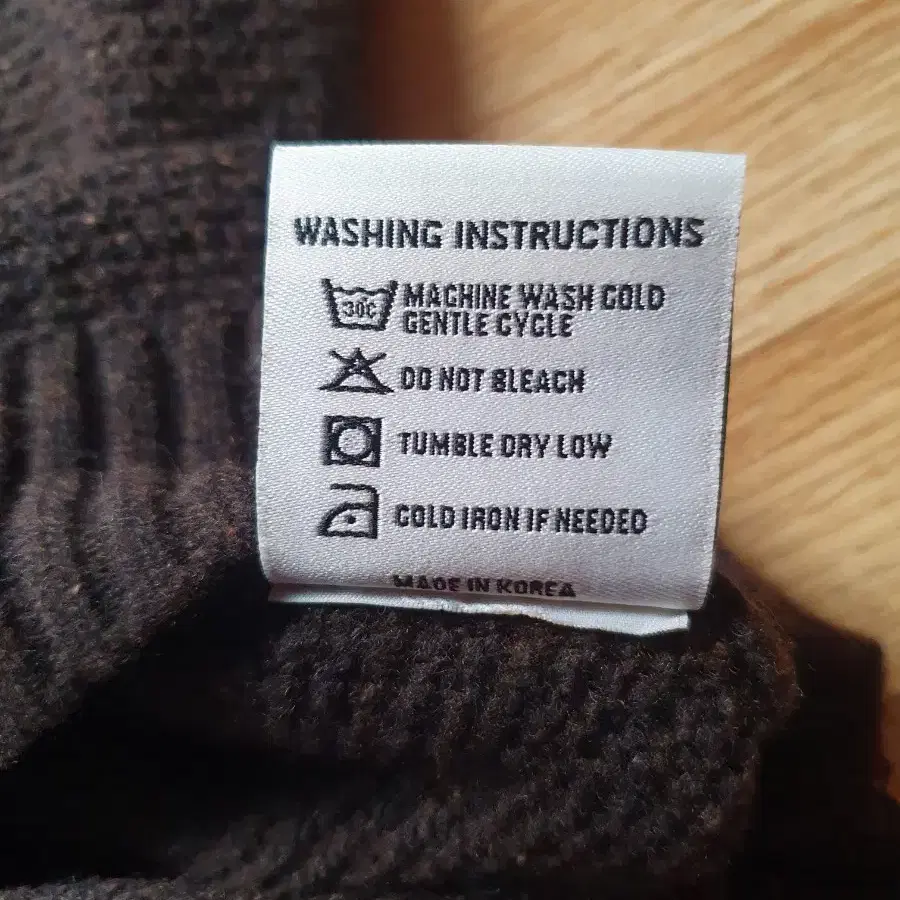 WASHING INSTRUCTIONS
30C MACHINE WASH COLD
GENTLE CYCLE
DO NOT BLEACH
TUMBLE DRY LOW
COLD IRON IF NEEDED
MADE IN KOREA